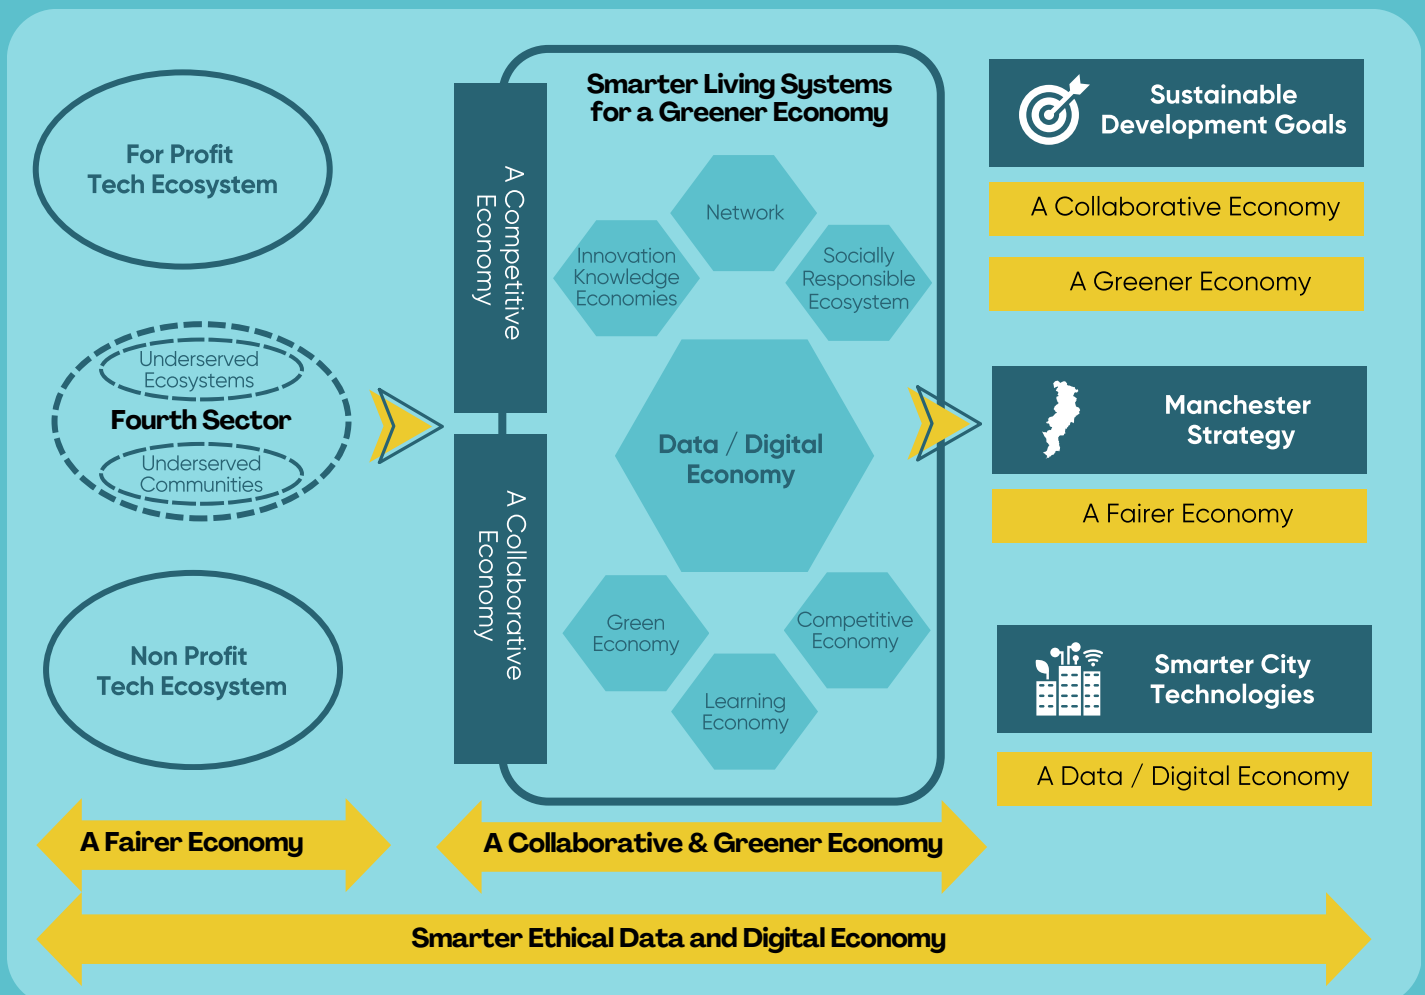 For Profit
Tech Ecosystem
Underserved
Ecosystems
Fourth Sector
Underserved
Communities
Non Profit
Tech Ecosystem
A Competitive
Economy
A Collaborative
Economy
Smarter Living Systems
for a Greener Economy
Network
Innovation
Knowledge
Economies
Socially
Responsible
Ecosystem
Data / Digital
Economy
Green
Economy
Competitive
Economy
Learning
Economy
Sustainable
Development Goals
A Collaborative Economy
A Greener Economy
Manchester
Strategy
A Fairer Economy
Smarter City
Technologies
A Data / Digital Economy
A Fairer Economy
A Collaborative & Greener Economy
Smarter Ethical Data and Digital Economy